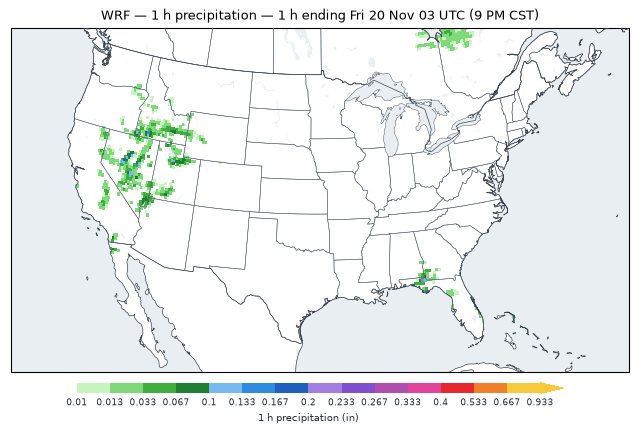 WRF — 1 h precipitation — 1 h ending Fri 20 Nov 03 UTC (9 PM CST)
0.01 0.013 0.033 0.067 0.1 0.133 0.167 0.2 0.233 0.267 0.333 0.4 0.533 0.667 0.933
1 h precipitation (in)